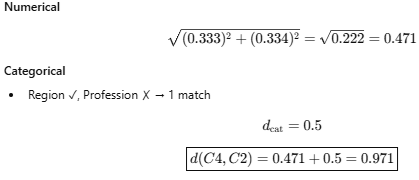 Numerical
√(0.333)² + (0.334)² = √0.222 = 0.471
Categorical
• Region ✓, Profession ✗ → 1 match
d_cat = 0.5
d(C4, C2) = 0.471 + 0.5 = 0.971